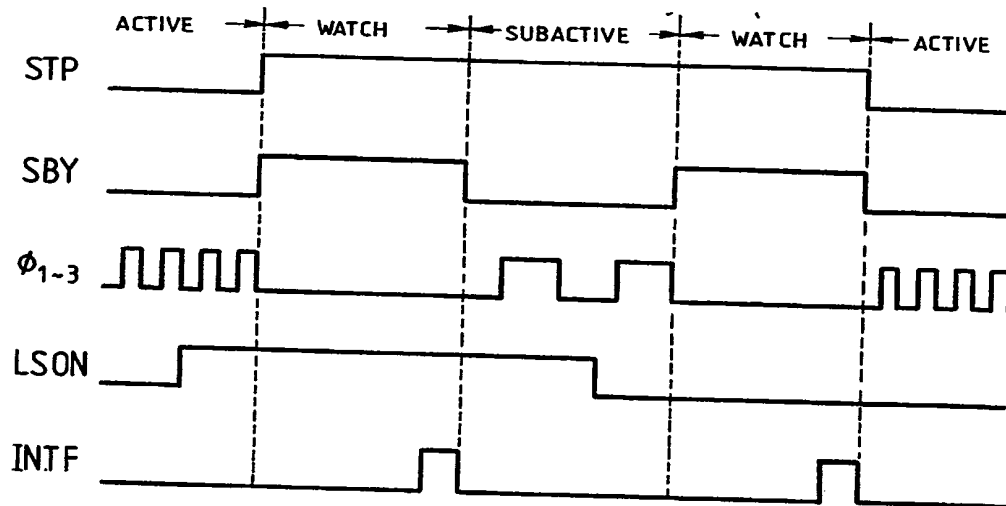 ACTIVE WATCH SUBACTIVE WATCH ACTIVE
STP
SBY
ϕ1~3
LSON
INTF